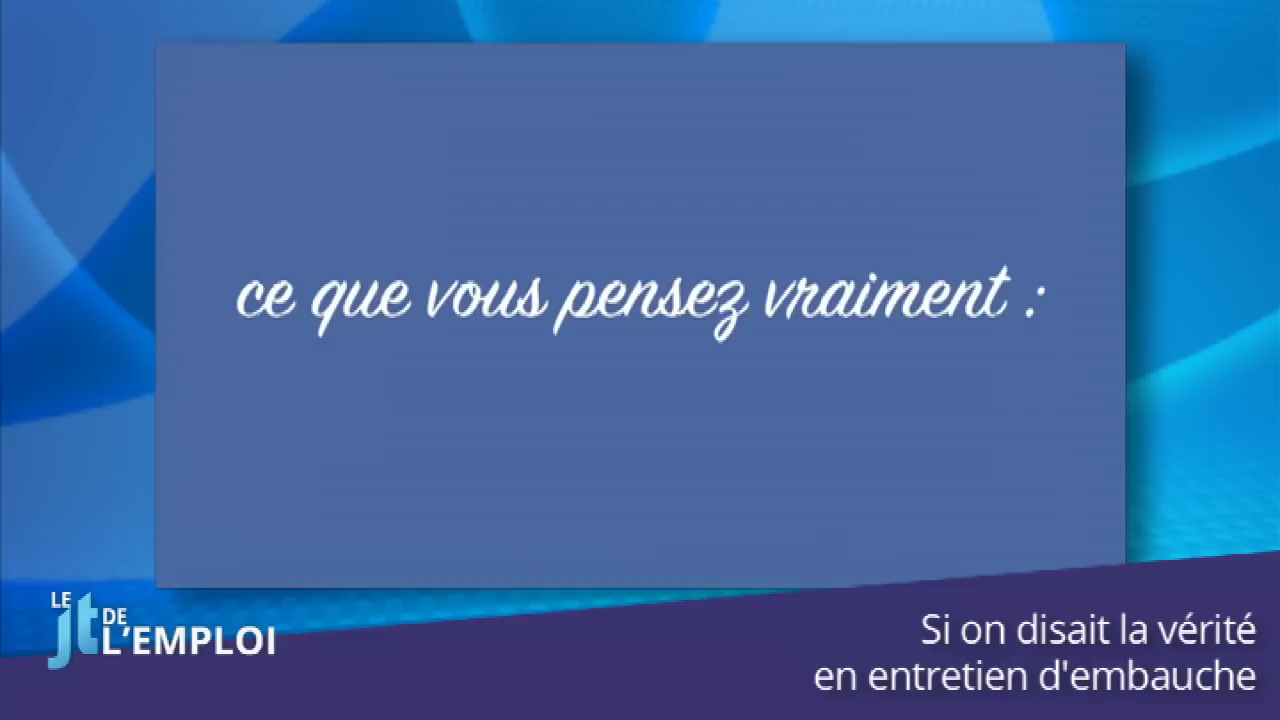 ce que vous pensez vraiment :
LE
jt DE
L'EMPLOI
Si on disait la vérité
en entretien d'embauche